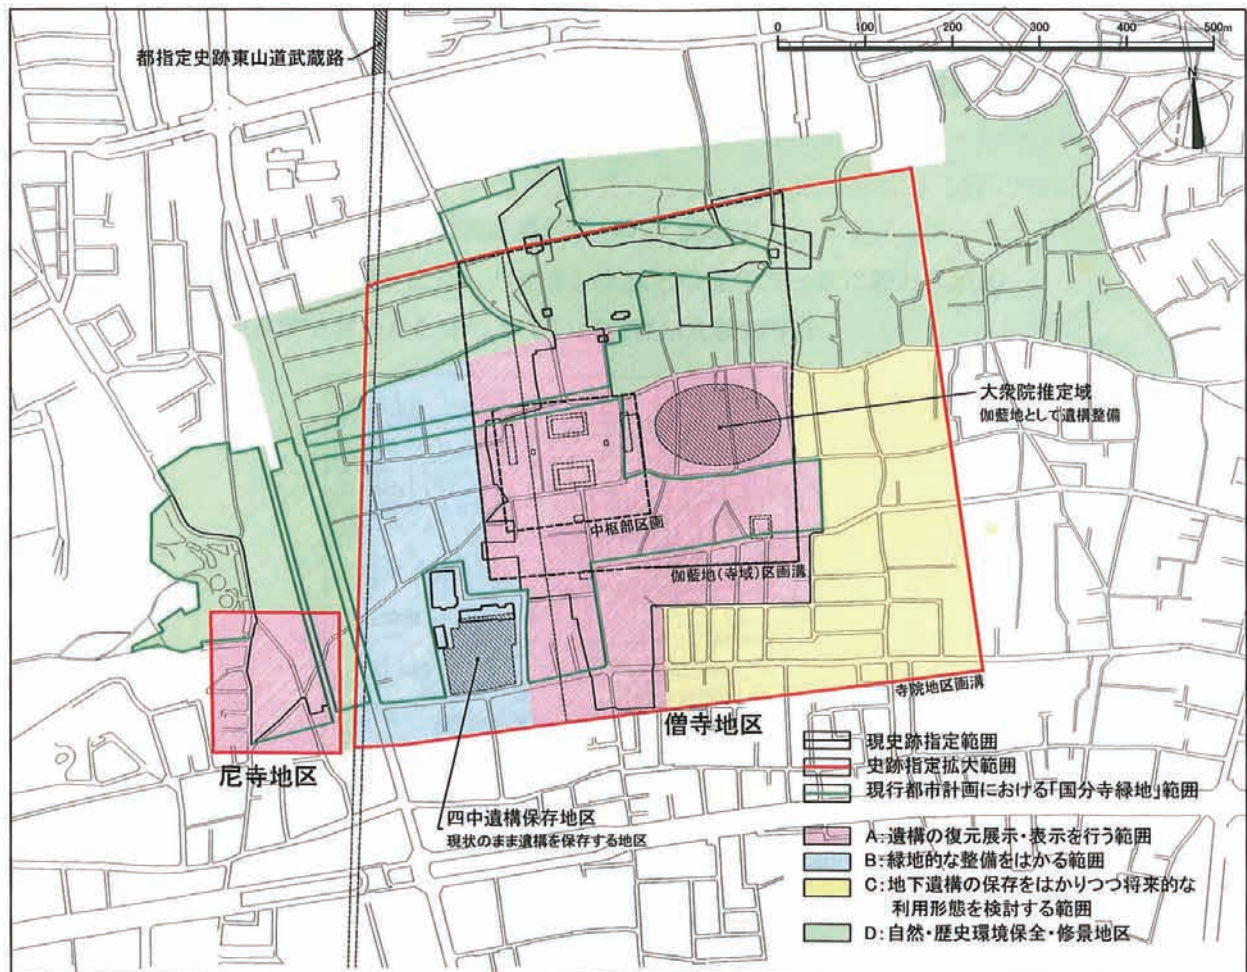 都指定史跡東山道武蔵路
0 100 200 300 400 500m
N
大衆院推定域
伽藍地として遺構整備
中枢部区画
伽藍地(寺域)区画溝
寺院地区画溝
僧寺地区
尼寺地区
四中遺構保存地区
現状のまま遺構を保存する地区
現史跡指定範囲
史跡指定拡大範囲
現行都市計画における「国分寺緑地」範囲
A:遺構の復元展示・表示を行う範囲
B:緑地的な整備をはかる範囲
C:地下遺構の保存をはかりつつ将来的な
利用形態を検討する範囲
D:自然・歴史環境保全・修景地区